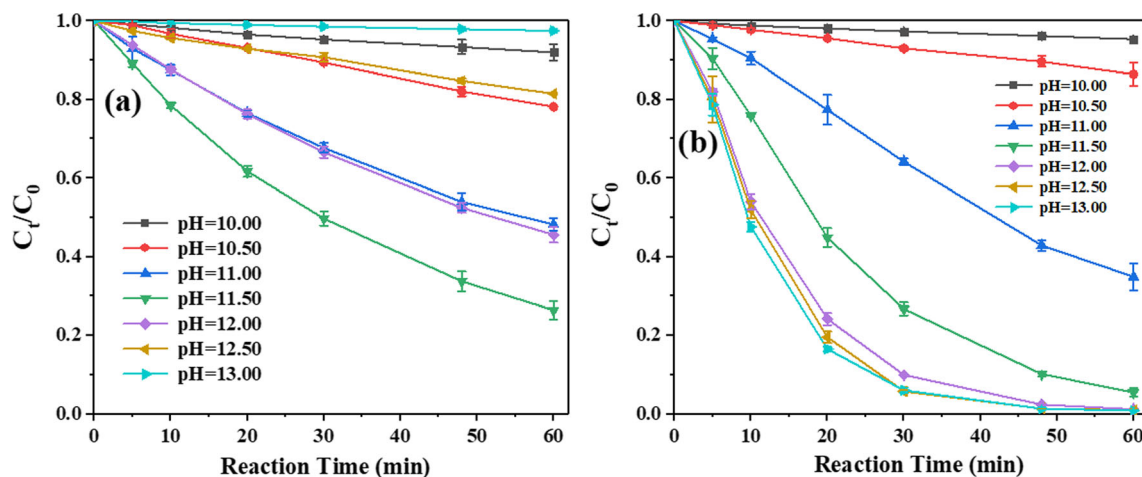 (a)
C_t/C_0
1.0
0.8
0.6
0.4
0.2
0.0
pH=10.00
pH=10.50
pH=11.00
pH=11.50
pH=12.00
pH=12.50
pH=13.00
0 10 20 30 40 50 60
Reaction Time (min)
(b)
C_t/C_0
1.0
0.8
0.6
0.4
0.2
0.0
pH=10.00
pH=10.50
pH=11.00
pH=11.50
pH=12.00
pH=12.50
pH=13.00
0 10 20 30 40 50 60
Reaction Time (min)